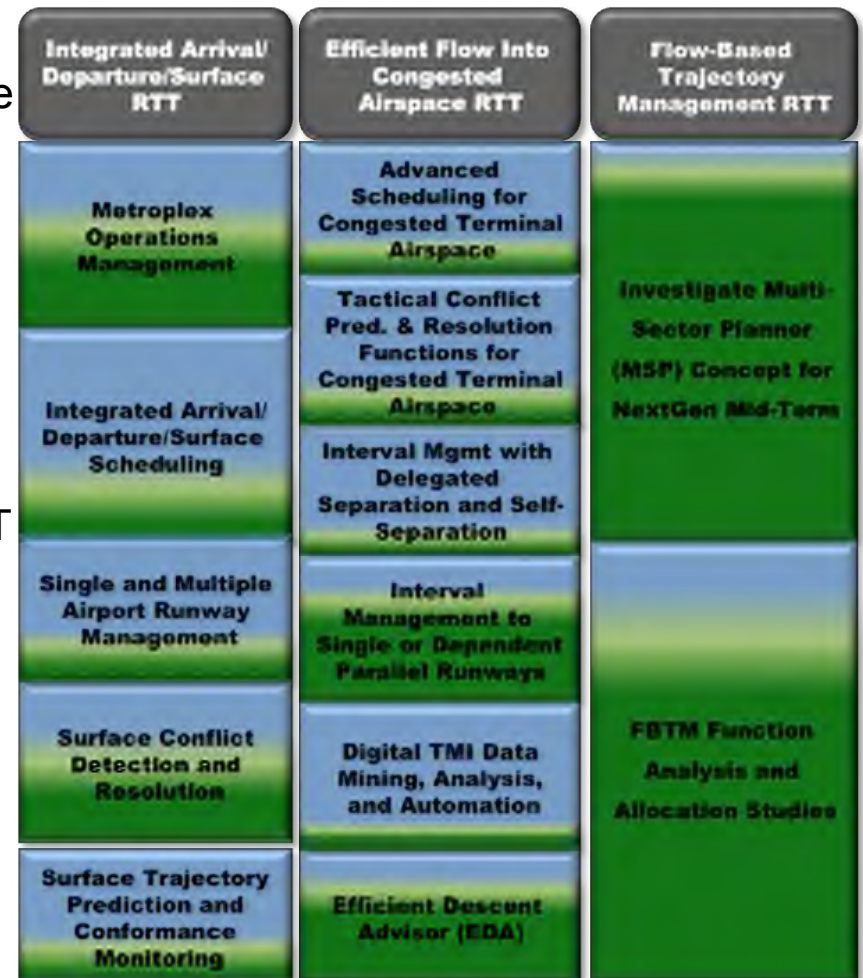 Integrated Arrival/
Departure/Surface
RTT
Metroplex
Operations
Management
Integrated Arrival/
Departure/Surface
Scheduling
Single and Multiple
Airport Runway
Management
Surface Conflict
Detection and
Resolution
Surface Trajectory
Prediction and
Conformance
Monitoring
Efficient Flow Into
Congested
Airspace RTT
Advanced
Scheduling for
Congested Terminal
Airspace
Tactical Conflict
Pred. & Resolution
Functions for
Congested Terminal
Airspace
Interval Mgmt with
Delegated
Separation and Self-
Separation
Interval
Management to
Single or Dependent
Parallel Runways
Digital TMI Data
Mining, Analysis,
and Automation
Efficient Descent
Advisor (EDA)
Flow-Based
Trajectory
Management RTT
Investigate Multi-
Sector Planner
(MSP) Concept for
NextGen Mid-Term
FBTM Function
Analysis and
Allocation Studies
e
T